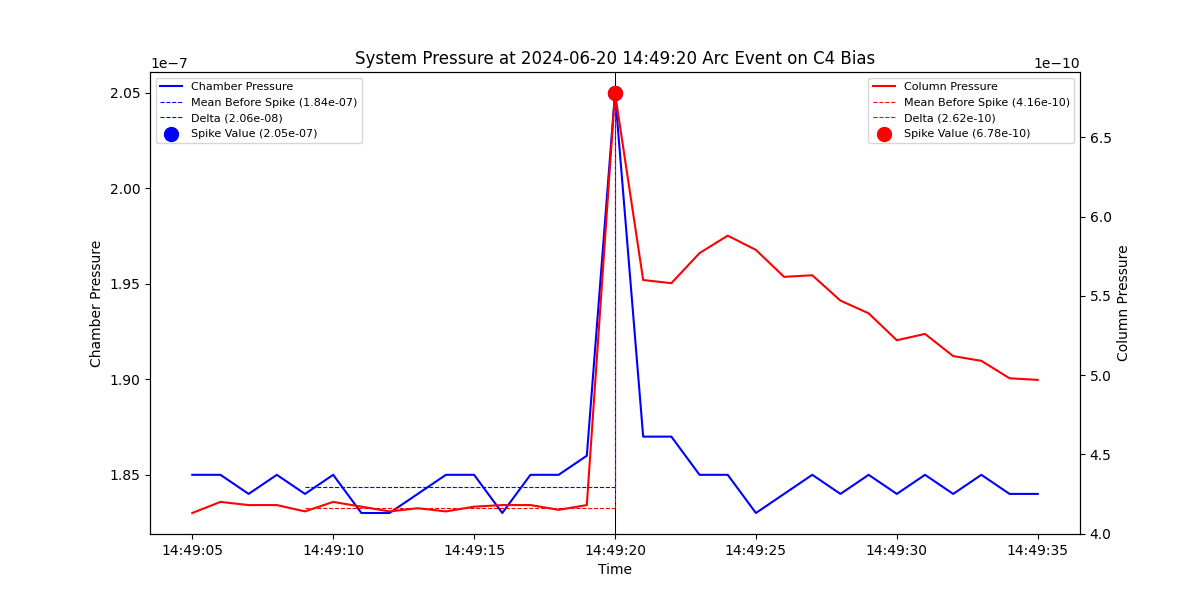 System Pressure at 2024-06-20 14:49:20 Arc Event on C4 Bias
1e−7
1e−10
Chamber Pressure
Mean Before Spike (1.84e-07)
Delta (2.06e-08)
Spike Value (2.05e-07)
Column Pressure
Mean Before Spike (4.16e-10)
Delta (2.62e-10)
Spike Value (6.78e-10)
2.05
2.00
1.95
1.90
1.85
Chamber Pressure
6.5
6.0
5.5
5.0
4.5
4.0
Column Pressure
14:49:05 14:49:10 14:49:15 14:49:20 14:49:25 14:49:30 14:49:35
Time